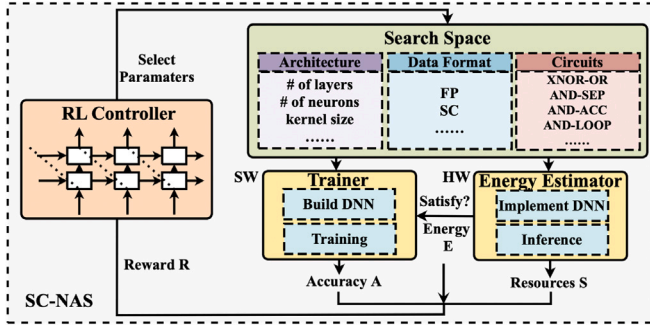 Search Space
Select
Paramaters
Architecture
# of layers
# of neurons
kernel size
......
Data Format
FP
SC
......
Circuits
XNOR-OR
AND-SEP
AND-ACC
AND-LOOP
......
RL Controller
SW
Trainer
Build DNN
Training
Satisfy?
Energy
E
HW
Energy Estimator
Implement DNN
Inference
Reward R
Accuracy A
Resources S
SC-NAS